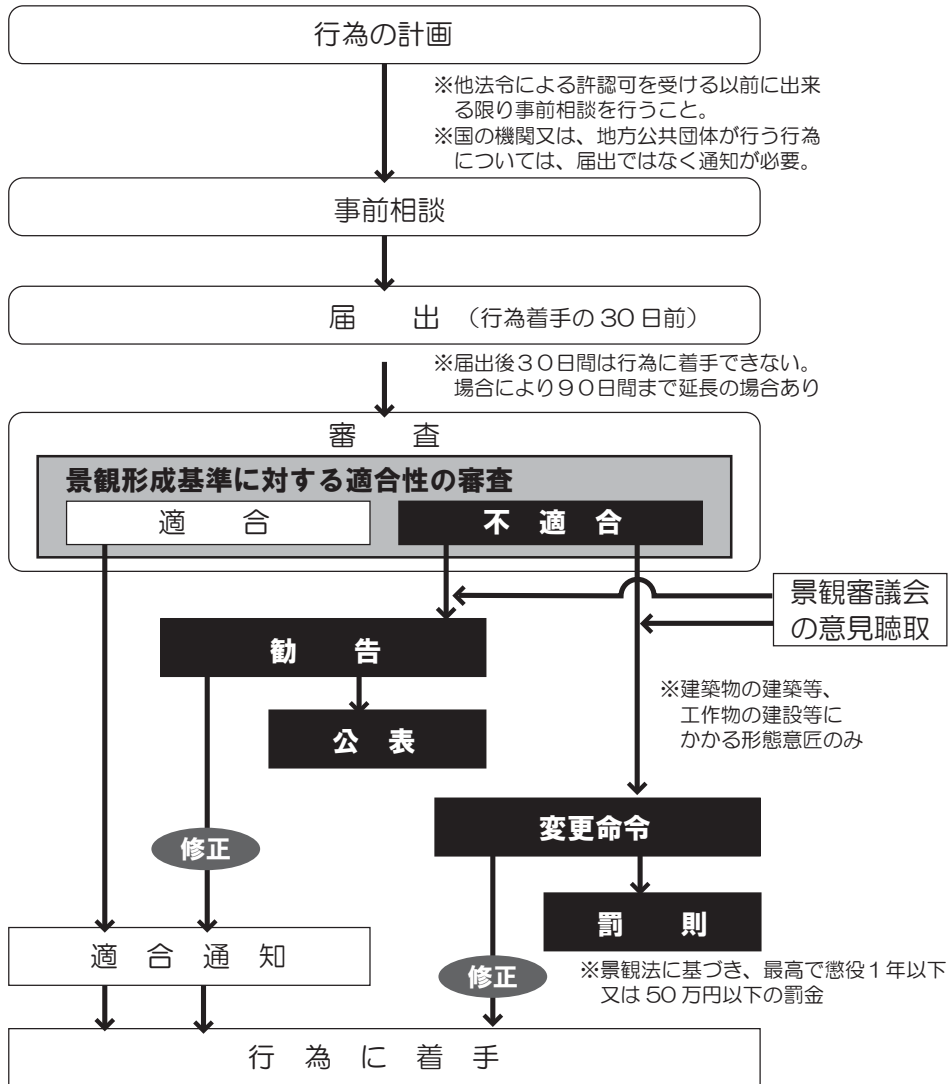 行為の計画
※他法令による許認可を受ける以前に出来
る限り事前相談を行うこと。
※国の機関又は、地方公共団体が行う行為
については、届出ではなく通知が必要。
事前相談
届　出　（行為着手の 30 日前）
※届出後３０日間は行為に着手できない。
場合により９０日間まで延長の場合あり
審　査
景観形成基準に対する適合性の審査
適　合
不 適 合
景観審議会
の意見聴取
勧　告
※建築物の建築等、
工作物の建設等に
かかる形態意匠のみ
公 表
変更命令
修正
罰　則
適 合 通 知
修正
※景観法に基づき、最高で懲役１年以下
又は 50 万円以下の罰金
行 為 に 着 手